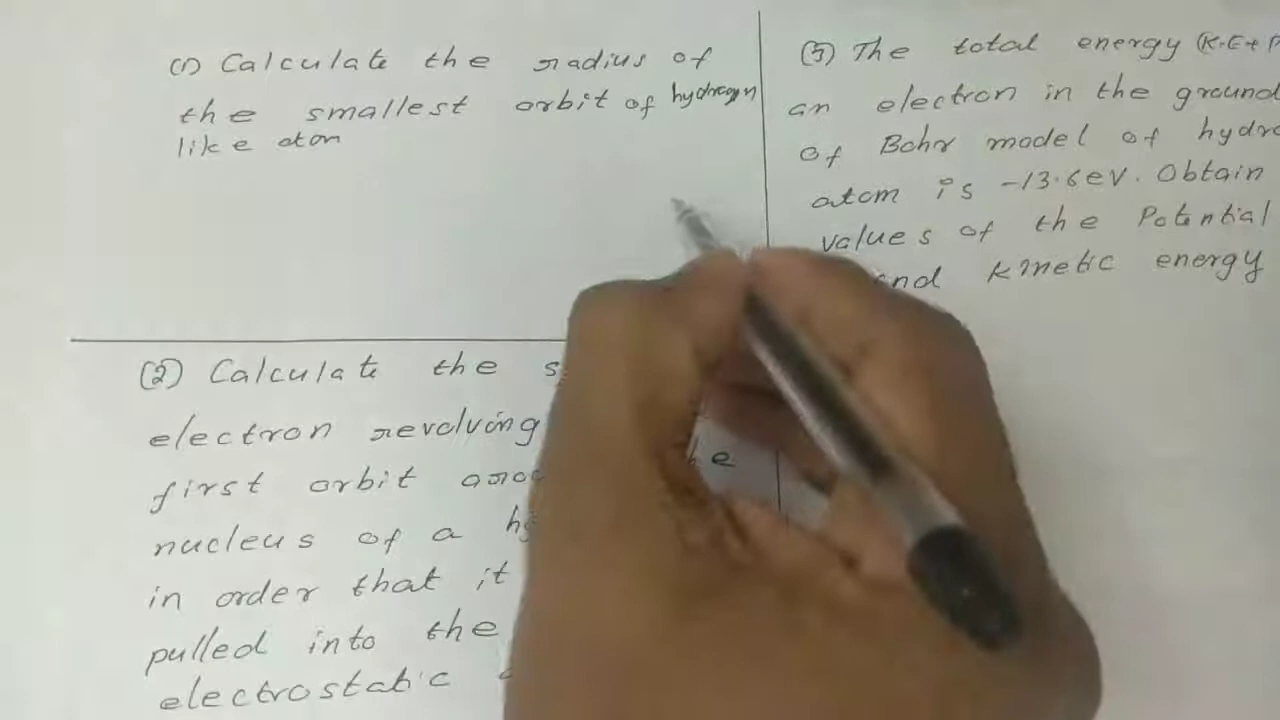 (1) Calculate the radius of
the smallest orbit of hydrogen
like atom
(2) Calculate the
electron revolving
first orbit
he
nucleus of a
in order that it
pulled into the
electrostatic
(3) The total energy (K.E+
an electron in the ground
of Bohr model of
atom is -13.6eV. Obtain
values of the Potential
and kinetic energy